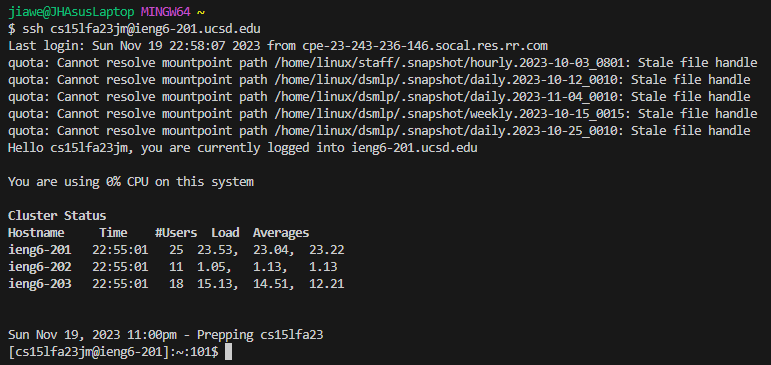 jiawe@JHAsusLaptop MINGW64 ~
$ ssh cs15lfa23jm@ieng6-201.ucsd.edu
Last login: Sun Nov 19 22:58:07 2023 from cpe-23-243-236-146.socal.res.rr.com
quota: Cannot resolve mountpoint path /home/linux/staff/.snapshot/hourly.2023-10-03_0801: Stale file handle
quota: Cannot resolve mountpoint path /home/linux/dsmlp/.snapshot/daily.2023-10-12_0010: Stale file handle
quota: Cannot resolve mountpoint path /home/linux/dsmlp/.snapshot/daily.2023-11-04_0010: Stale file handle
quota: Cannot resolve mountpoint path /home/linux/dsmlp/.snapshot/weekly.2023-10-15_0015: Stale file handle
quota: Cannot resolve mountpoint path /home/linux/dsmlp/.snapshot/daily.2023-10-25_0010: Stale file handle
Hello cs15lfa23jm, you are currently logged into ieng6-201.ucsd.edu
You are using 0% CPU on this system
Cluster Status
Hostname     Time    #Users  Load  Averages
ieng6-201   22:55:01   25  23.53,  23.04,  23.22
ieng6-202   22:55:01   11  1.05,   1.13,   1.13
ieng6-203   22:55:01   18  15.13,  14.51,  12.21
Sun Nov 19, 2023 11:00pm - Prepping cs15lfa23
[cs15lfa23jm@ieng6-201]:~:101$